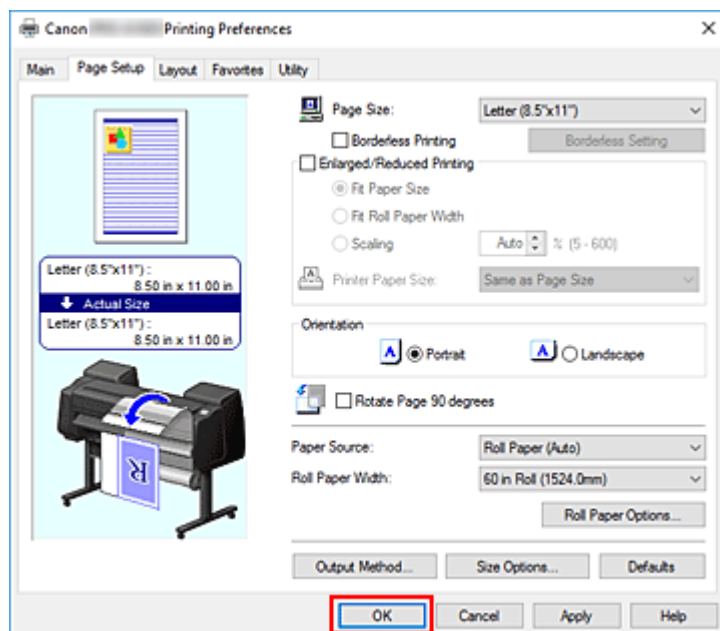 Canon Printing Preferences
Main Page Setup Layout Favorites Utility
Page Size: Letter (8.5"x11")
Borderless Printing Borderless Setting
Enlarged/Reduced Printing
Fit Paper Size
Fit Roll Paper Width
Scaling Auto % (5 - 600)
Printer Paper Size: Same as Page Size
Letter (8.5"x11") :
8.50 in x 11.00 in
Actual Size
Letter (8.5"x11") :
8.50 in x 11.00 in
Orientation
A Portrait A Landscape
Rotate Page 90 degrees
Paper Source: Roll Paper (Auto)
Roll Paper Width: 60 in Roll (1524.0mm)
Roll Paper Options...
R
Output Method... Size Options... Defaults
OK Cancel Apply Help